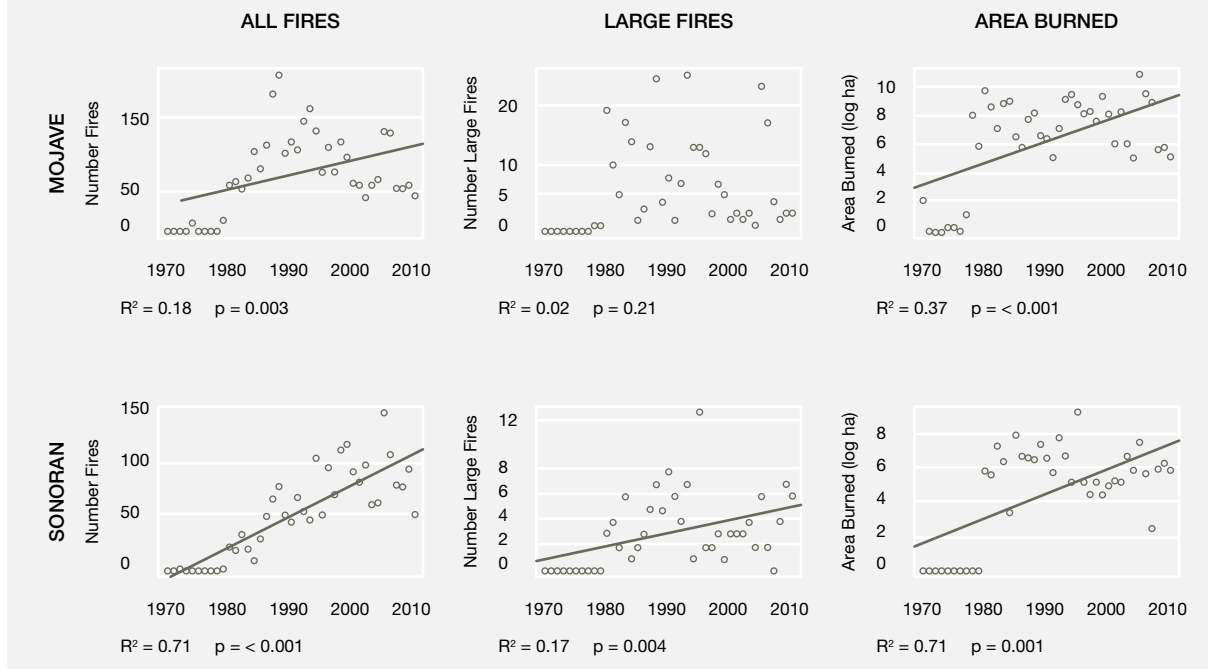 ALL FIRES
LARGE FIRES
AREA BURNED
MOJAVE
Number Fires
150
50
0
1970 1980 1990 2000 2010
R² = 0.18 p = 0.003
Number Large Fires
20
10
5
0
1970 1980 1990 2000 2010
R² = 0.02 p = 0.21
Area Burned (log ha)
10
8
6
4
2
0
1970 1980 1990 2000 2010
R² = 0.37 p = < 0.001
SONORAN
Number Fires
150
100
50
0
1970 1980 1990 2000 2010
R² = 0.71 p = < 0.001
Number Large Fires
12
8
6
4
2
0
1970 1980 1990 2000 2010
R² = 0.17 p = 0.004
Area Burned (log ha)
8
6
4
2
0
1970 1980 1990 2000 2010
R² = 0.71 p = 0.001